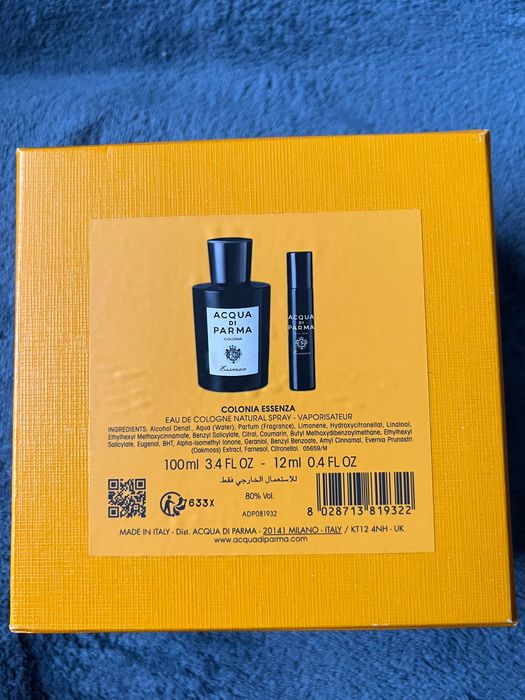 ACQUA
DI
PARMA
COLONIA
Essenza
ACQUA
DI
PARMA
Essenza
COLONIA ESSENZA
EAU DE COLOGNE NATURAL SPRAY - VAPORISATEUR
INGREDIENTS: Alcohol Denat., Aqua (Water), Parfum (Fragrance), Limonene, Hydroxycitronellal, Linalool,
Ethylhexyl Methoxycinnamate, Benzyl Salicylate, Citral, Coumarin, Butyl Methoxydibenzoylmethane, Ethylhexyl
Salicylate, Eugenol, BHT, Alpha-Isomethyl Ionone, Geraniol, Benzyl Benzoate, Amyl Cinnamal, Evernia Prunastri
(Oakmoss) Extract, Farnesol, Citronellol. 05659/M
100ml 3.4 FL OZ - 12ml 0.4 FL OZ
للاستعمال الخارجي فقط.
7633X
80% Vol.
ADP081932
8 028713 819322
MADE IN ITALY - Dist. ACQUA DI PARMA - 20141 MILANO - ITALY / KT12 4NH - UK
www.acquadiparma.com